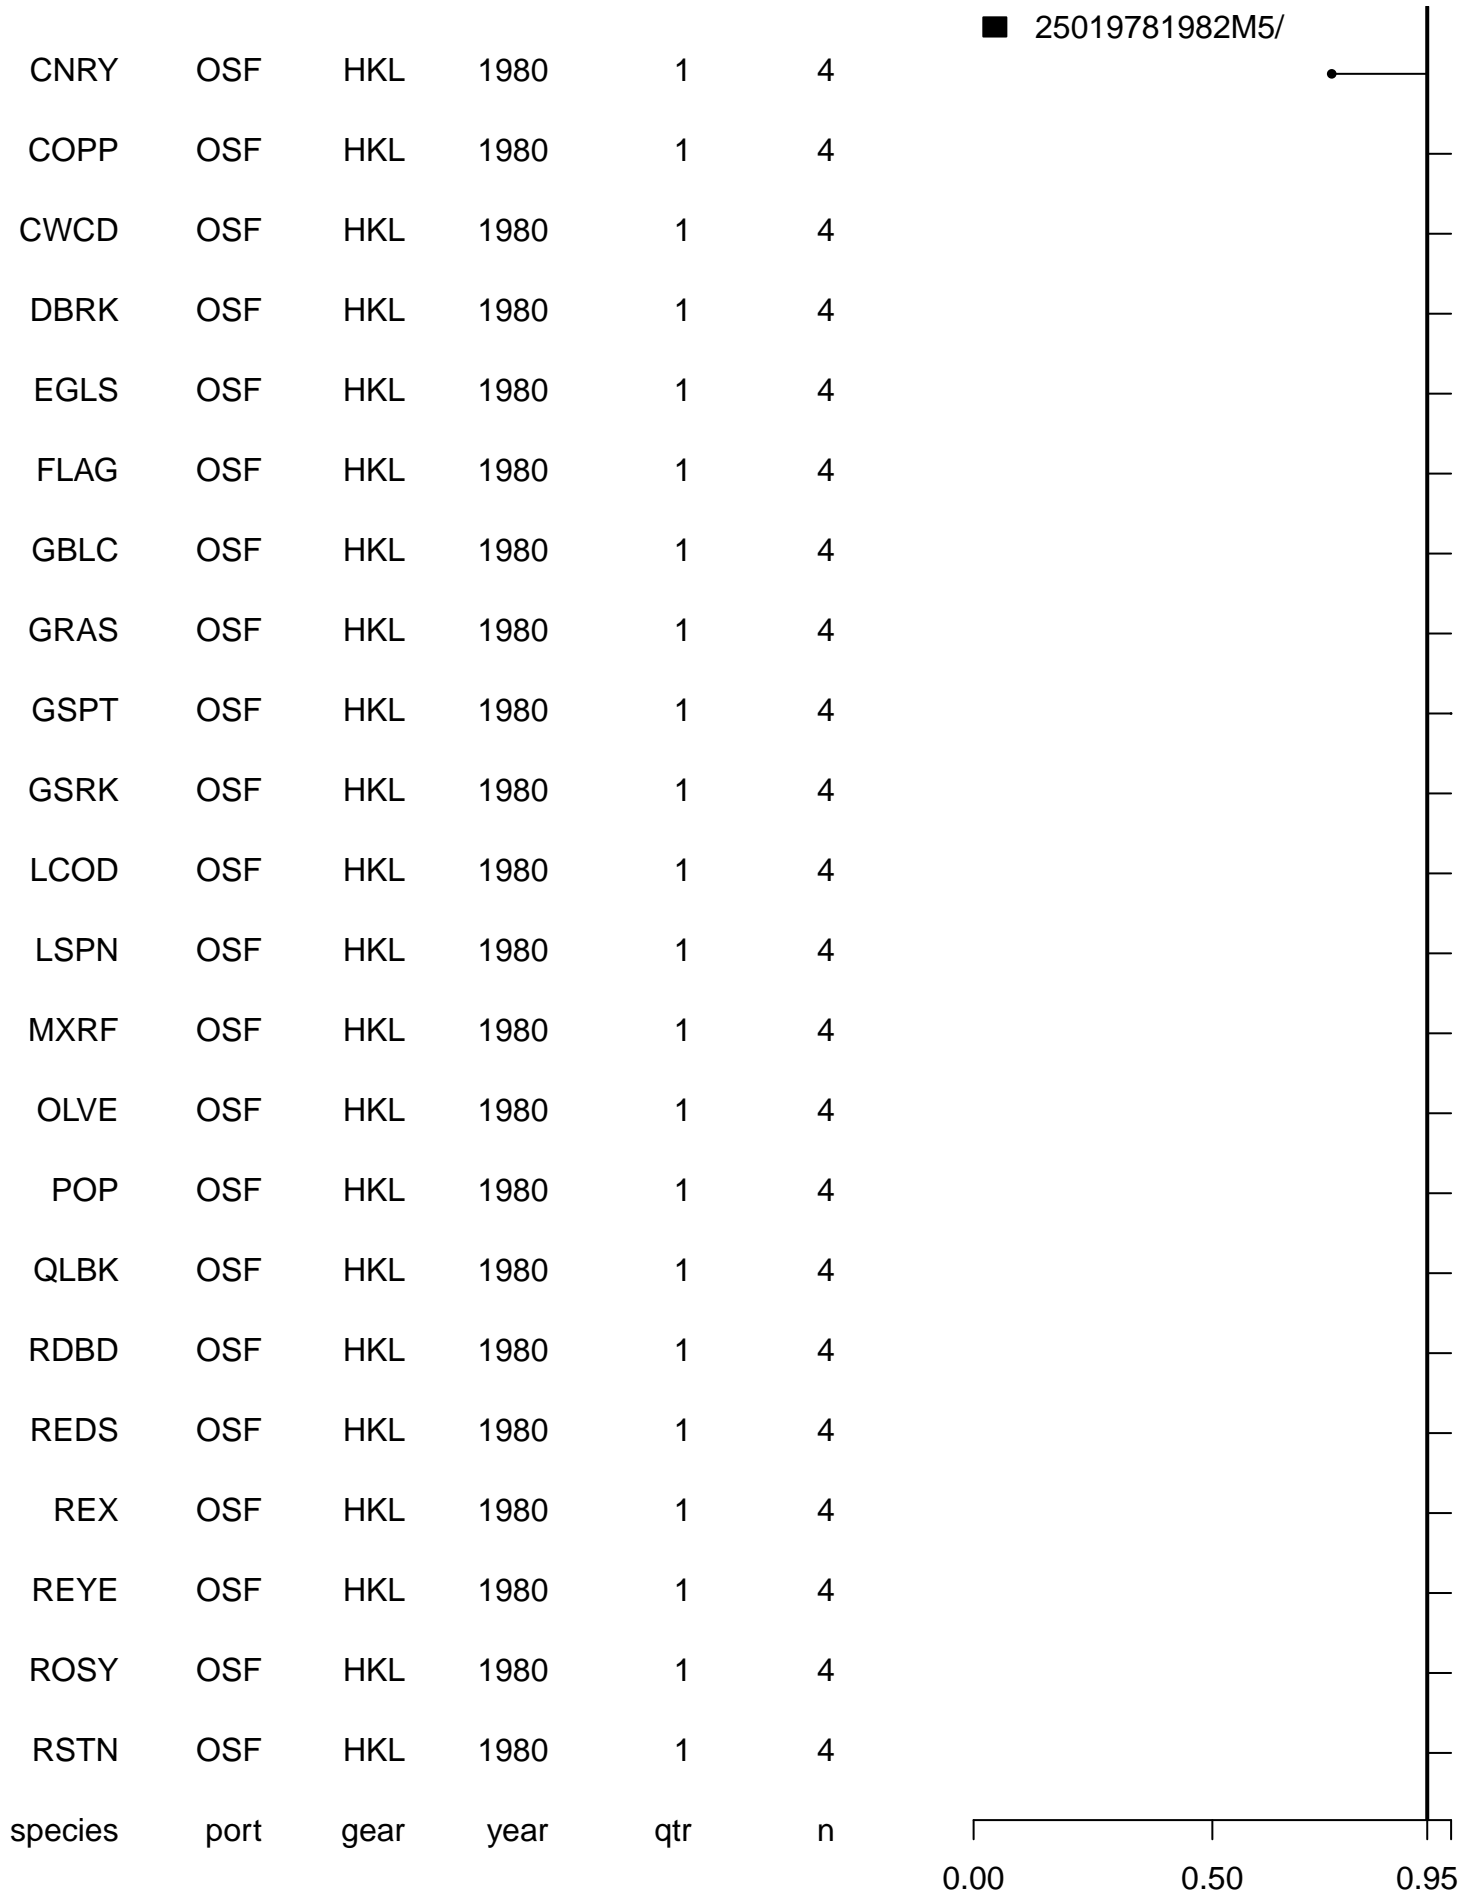 25019781982M5/
CNRY OSF HKL 1980 1 4
COPP OSF HKL 1980 1 4
CWCD OSF HKL 1980 1 4
DBRK OSF HKL 1980 1 4
EGLS OSF HKL 1980 1 4
FLAG OSF HKL 1980 1 4
GBLC OSF HKL 1980 1 4
GRAS OSF HKL 1980 1 4
GSPT OSF HKL 1980 1 4
GSRK OSF HKL 1980 1 4
LCOD OSF HKL 1980 1 4
LSPN OSF HKL 1980 1 4
MXRF OSF HKL 1980 1 4
OLVE OSF HKL 1980 1 4
POP OSF HKL 1980 1 4
QLBK OSF HKL 1980 1 4
RDBD OSF HKL 1980 1 4
REDS OSF HKL 1980 1 4
REX OSF HKL 1980 1 4
REYE OSF HKL 1980 1 4
ROSY OSF HKL 1980 1 4
RSTN OSF HKL 1980 1 4
species port gear year qtr n
0.00 0.50 0.95